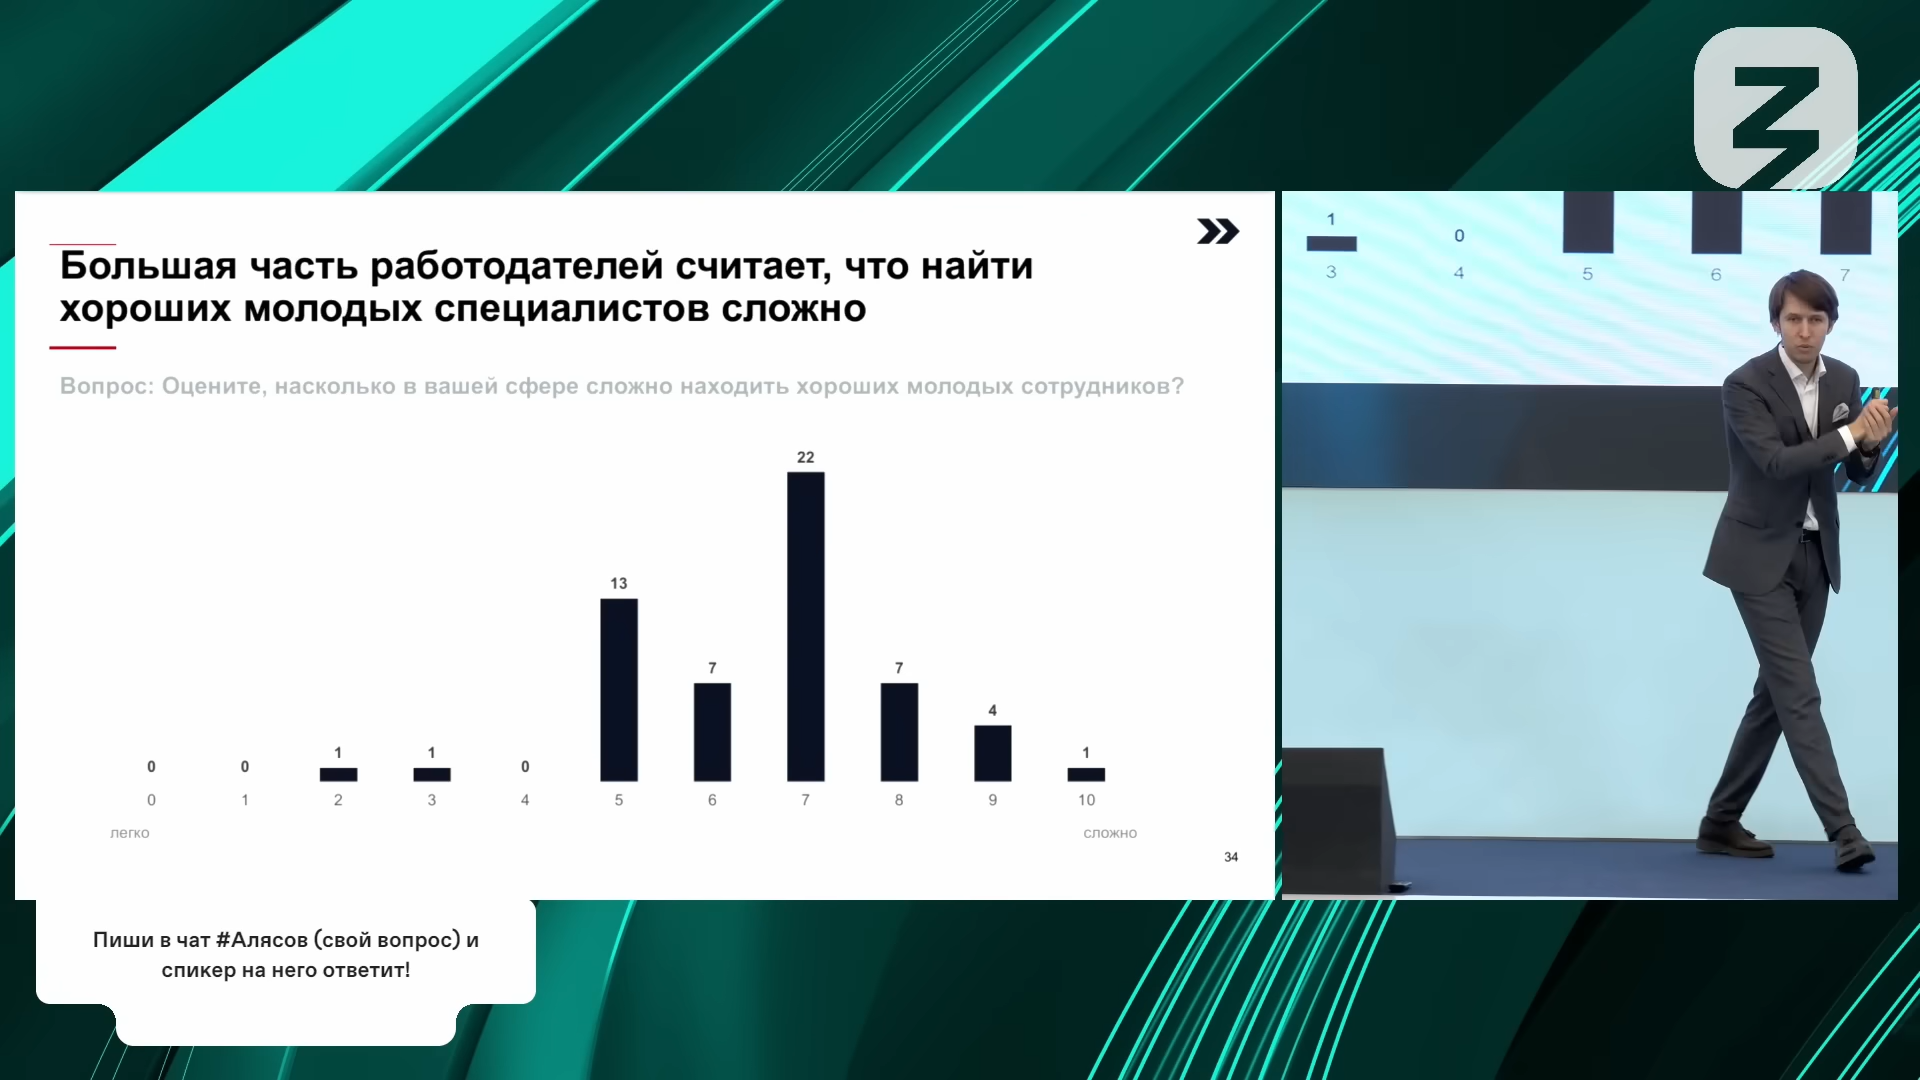 Большая часть работодателей считает, что найти
хороших молодых специалистов сложно
Вопрос: Оцените, насколько в вашей сфере сложно находить хороших молодых сотрудников?
0 0 1 1 0 13 7 22 7 4 1
0 1 2 3 4 5 6 7 8 9 10
легко сложно
34
1 0
3 4 5 6 7
Пиши в чат #Алясов (свой вопрос) и
спикер на него ответит!